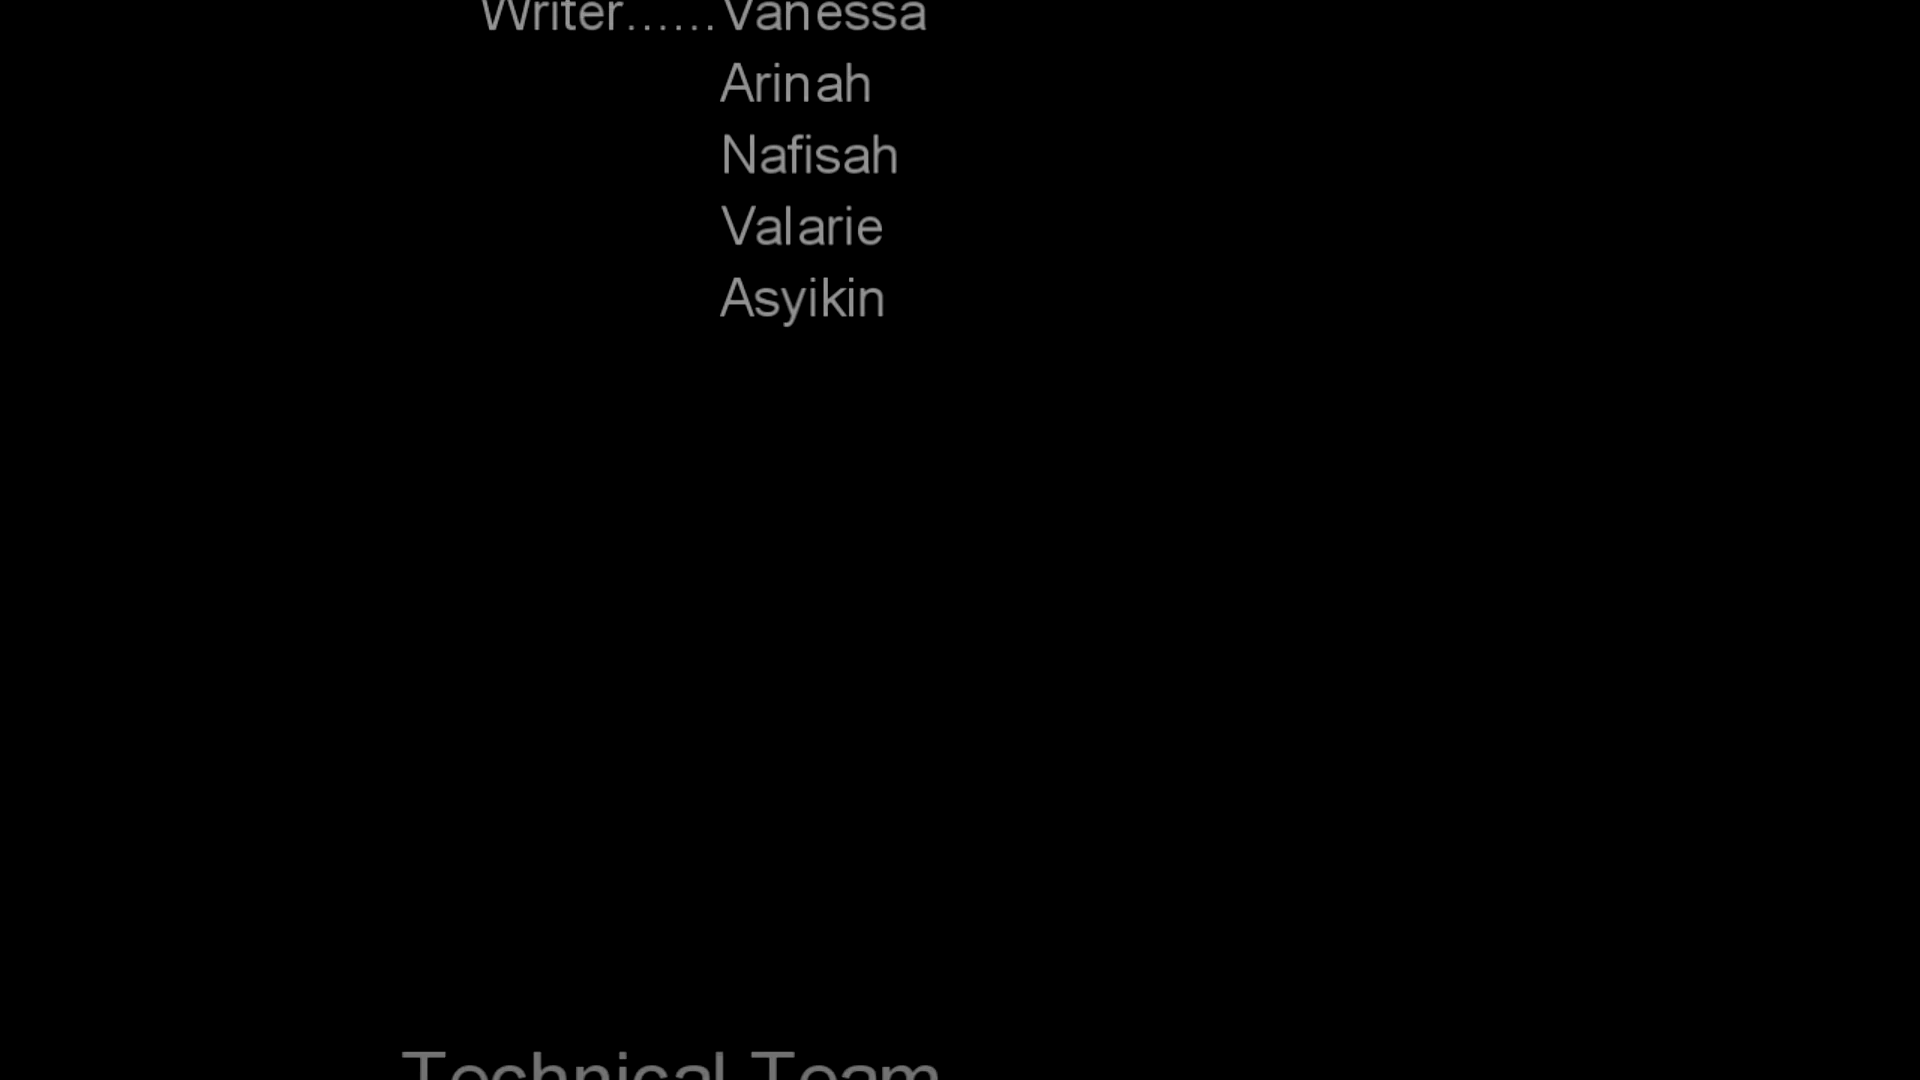 Writer......Vanessa
Arinah
Nafisah
Valarie
Asyikin
Technical Team